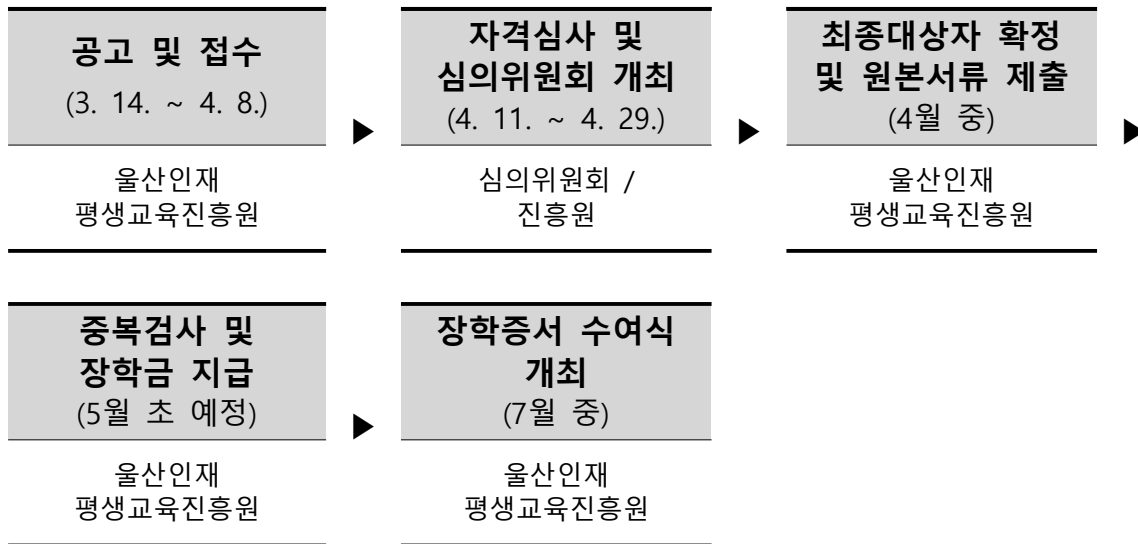 공고 및 접수
(3. 14. ~ 4. 8.)
울산인재
평생교육진흥원
▶
자격심사 및
심의위원회 개최
(4. 11. ~ 4. 29.)
심의위원회 /
진흥원
▶
최종대상자 확정
및 원본서류 제출
(4월 중)
울산인재
평생교육진흥원
▶
중복검사 및
장학금 지급
(5월 초 예정)
울산인재
평생교육진흥원
▶
장학증서 수여식
개최
(7월 중)
울산인재
평생교육진흥원